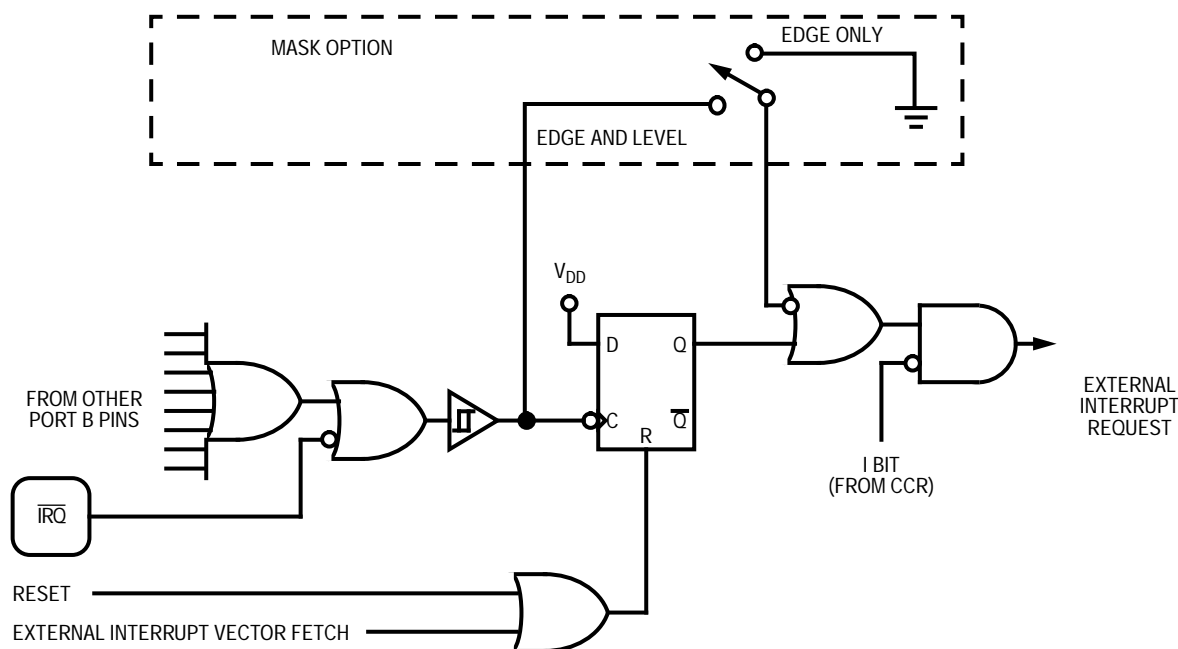 MASK OPTION
EDGE ONLY
EDGE AND LEVEL
VDD
D
Q
C
Q̅
R
FROM OTHER
PORT B PINS
I̅R̅Q̅
I BIT
(FROM CCR)
EXTERNAL
INTERRUPT
REQUEST
RESET
EXTERNAL INTERRUPT VECTOR FETCH